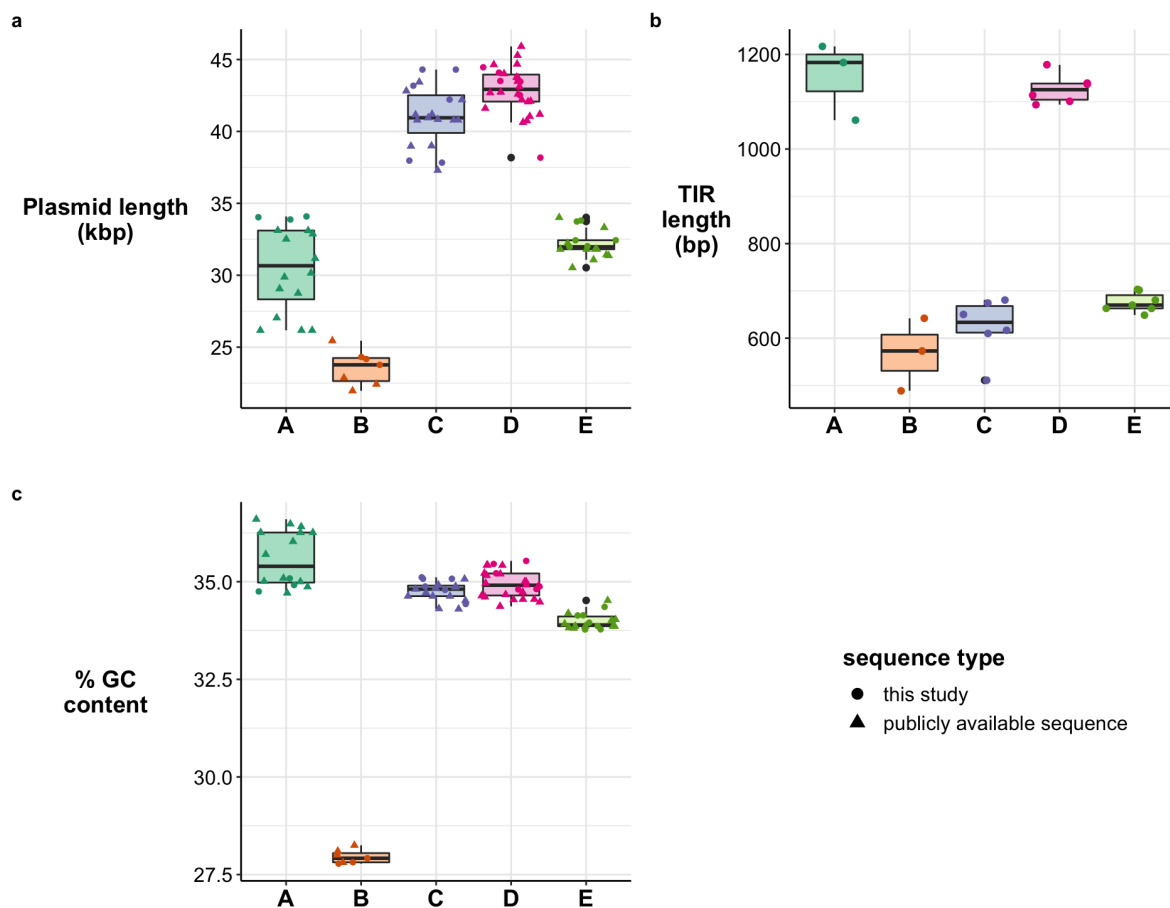 a
45
40
35
30
25
Plasmid length
(kbp)
A B C D E
b
1200
1000
800
600
TIR
length
(bp)
A B C D E
c
35.0
32.5
30.0
27.5
% GC
content
A B C D E
sequence type
this study
publicly available sequence